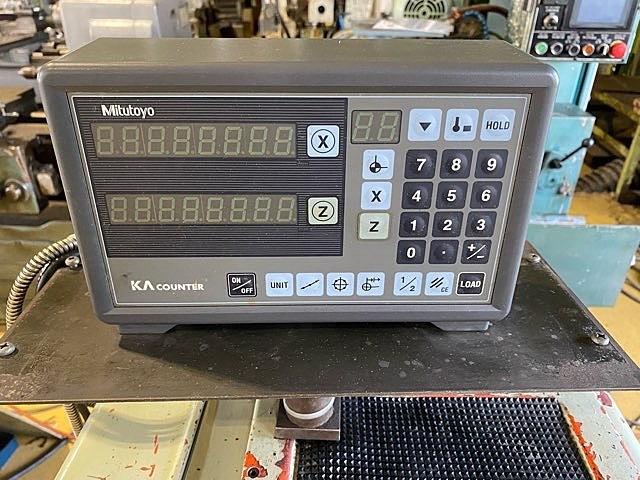 Mitutoyo
X
HOLD
7 8 9
X 4 5 6
Z
Z 1 2 3
0 . +/-
KA COUNTER
ON/OFF UNIT 1/2 CE LOAD